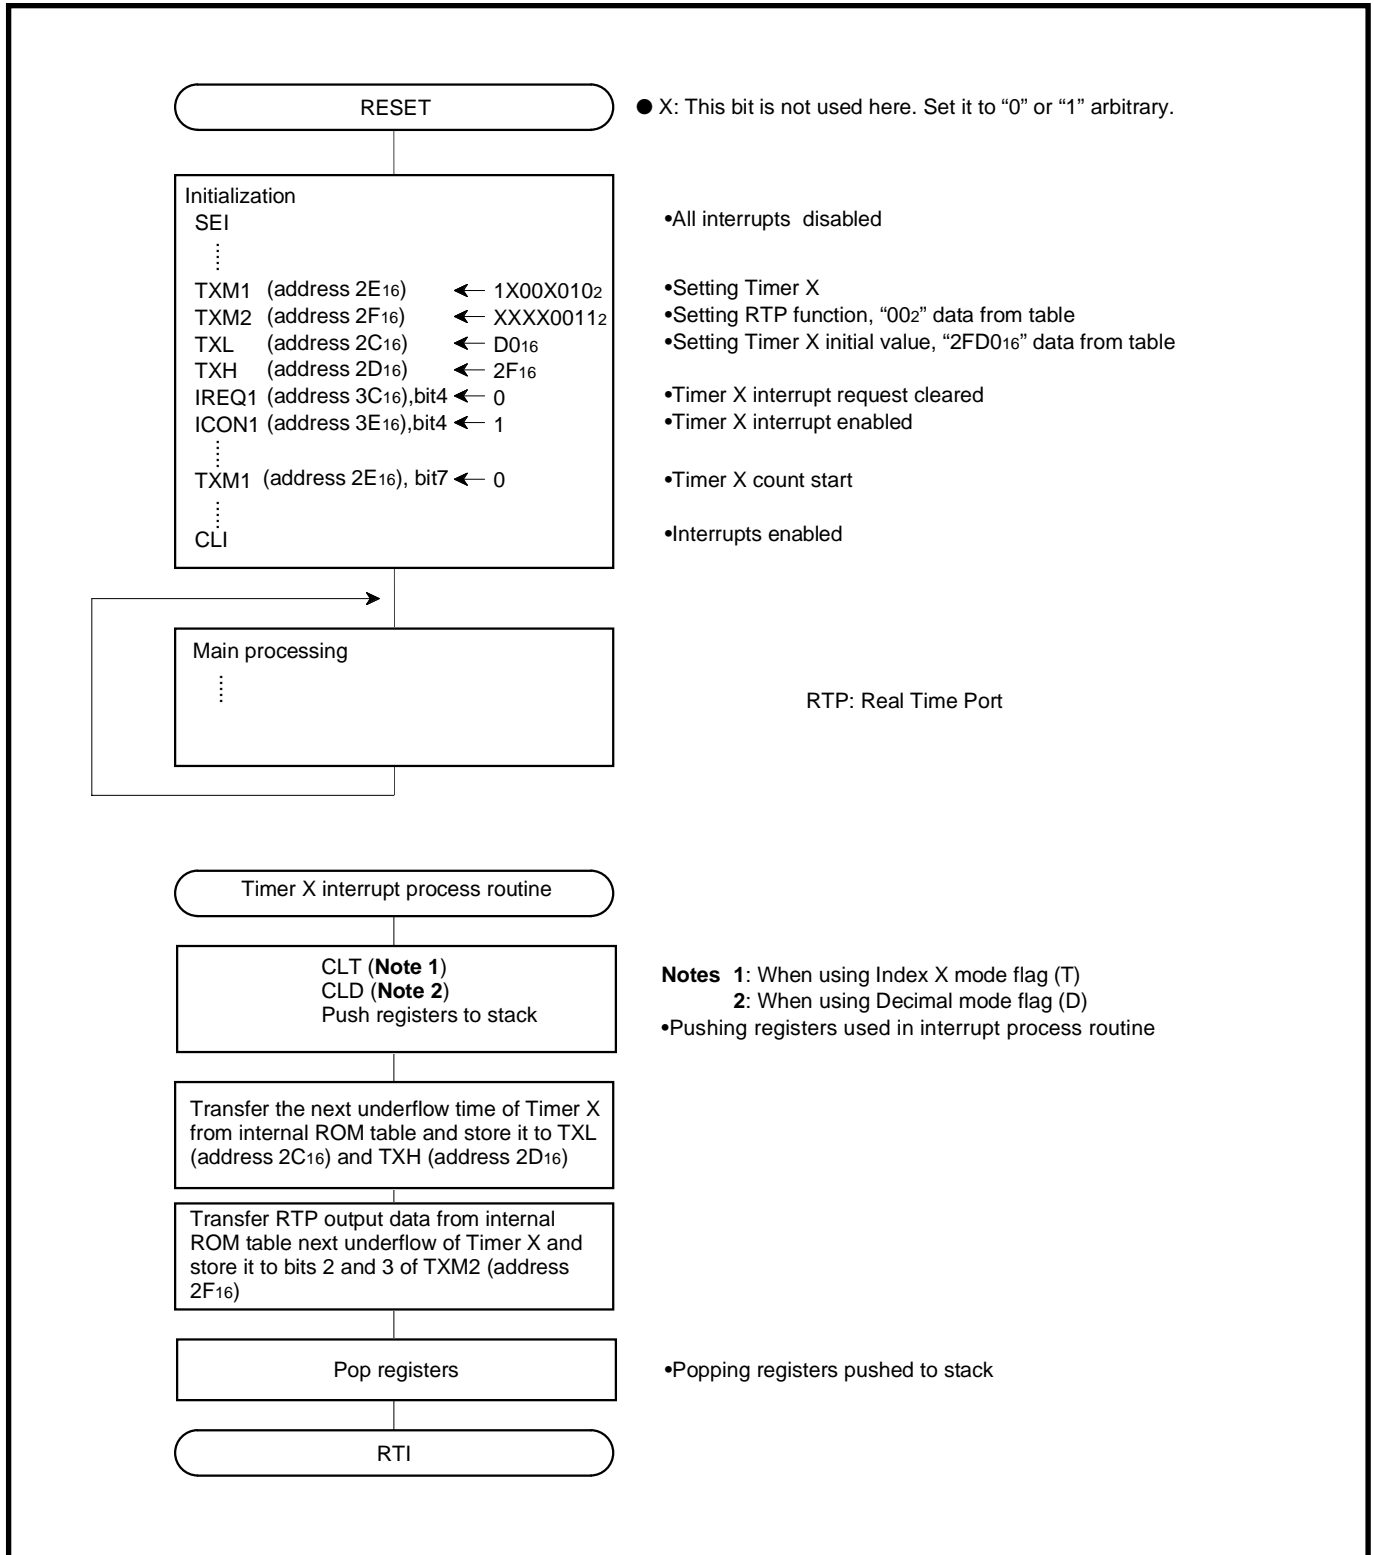 RESET
● X: This bit is not used here. Set it to “0” or “1” arbitrary.
Initialization
SEI
•All interrupts disabled
TXM1 (address 2E16) ← 1X00X0102
•Setting Timer X
TXM2 (address 2F16) ← XXXX00112
•Setting RTP function, “002” data from table
TXL (address 2C16) ← D016
•Setting Timer X initial value, “2FD016” data from table
TXH (address 2D16) ← 2F16
IREQ1 (address 3C16),bit4 ← 0
•Timer X interrupt request cleared
ICON1 (address 3E16),bit4 ← 1
•Timer X interrupt enabled
TXM1 (address 2E16), bit7 ← 0
•Timer X count start
CLI
•Interrupts enabled
Main processing
RTP: Real Time Port
Timer X interrupt process routine
CLT (Note 1)
CLD (Note 2)
Push registers to stack
Notes 1: When using Index X mode flag (T)
2: When using Decimal mode flag (D)
•Pushing registers used in interrupt process routine
Transfer the next underflow time of Timer X
from internal ROM table and store it to TXL
(address 2C16) and TXH (address 2D16)
Transfer RTP output data from internal
ROM table next underflow of Timer X and
store it to bits 2 and 3 of TXM2 (address
2F16)
Pop registers
•Popping registers pushed to stack
RTI